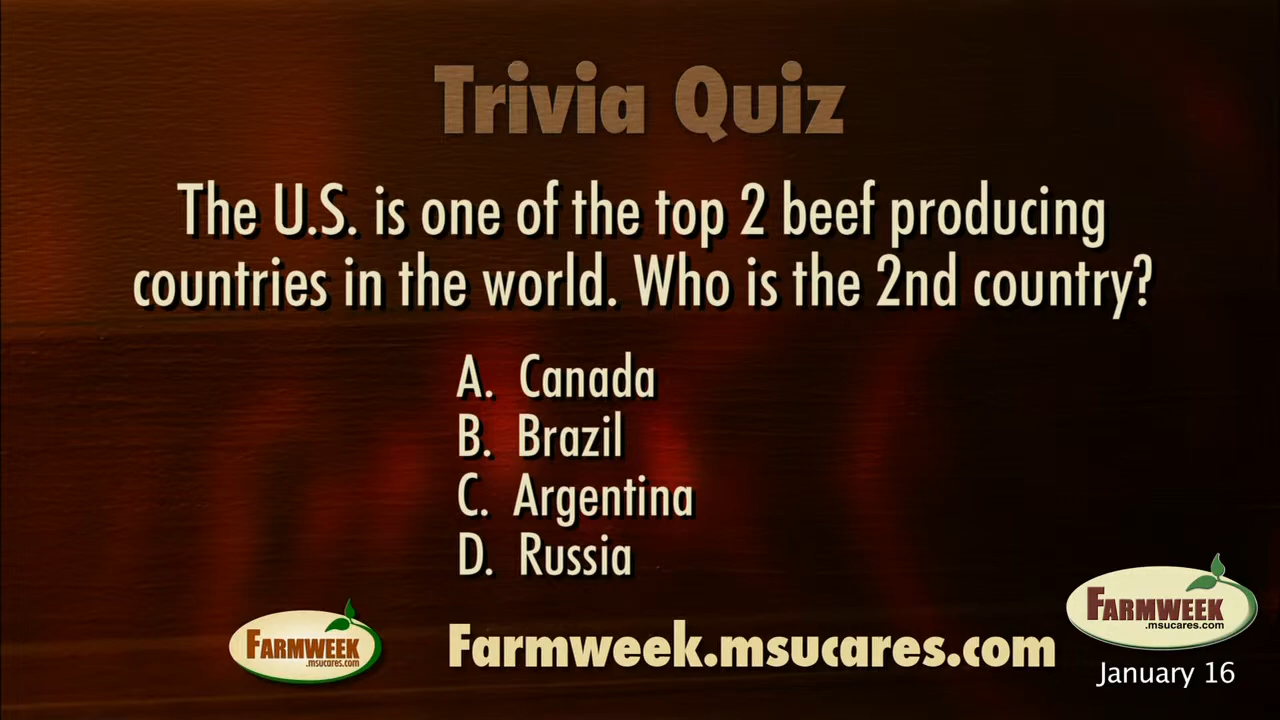 Trivia Quiz
The U.S. is one of the top 2 beef producing
countries in the world. Who is the 2nd country?
A. Canada
B. Brazil
C. Argentina
D. Russia
FARMWEEK
.msucares.com
Farmweek.msucares.com
FARMWEEK
.msucares.com
January 16